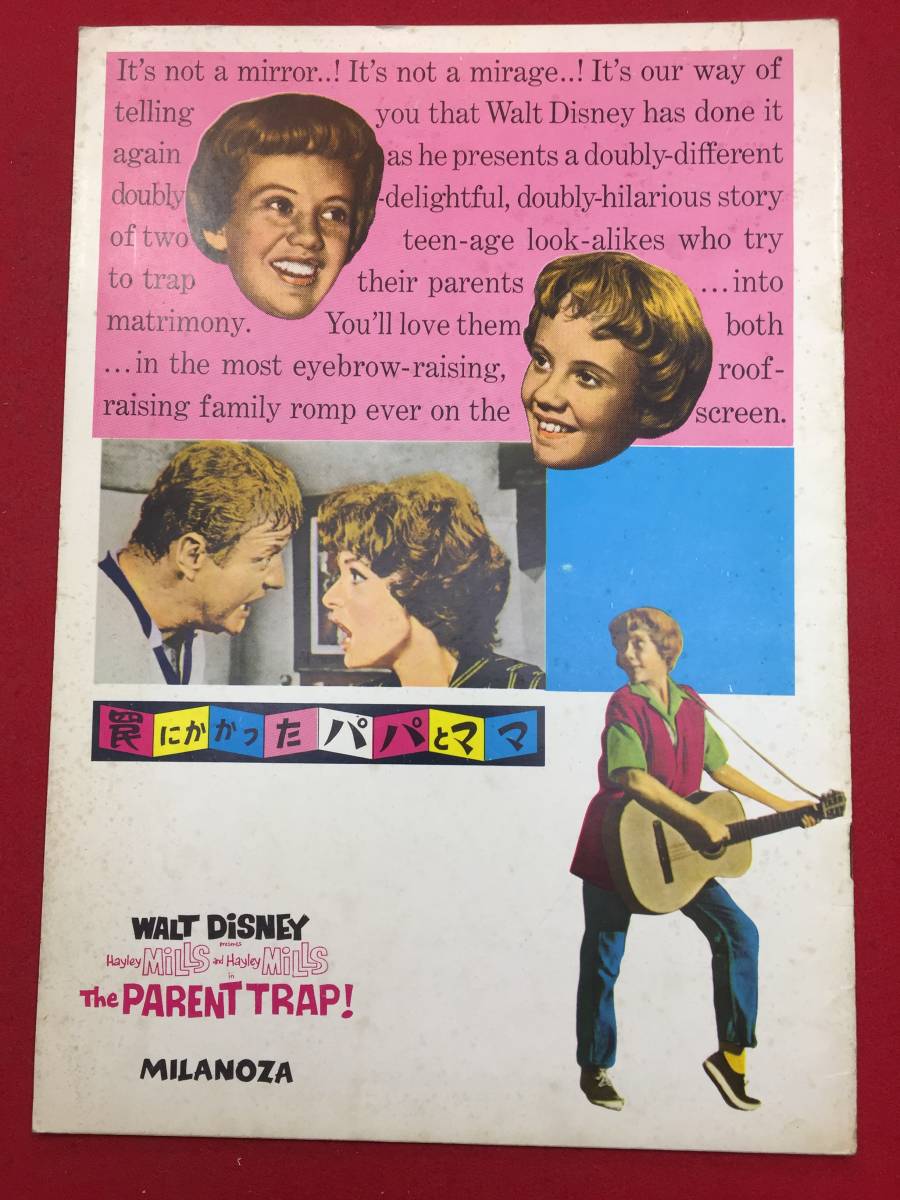 It's not a mirror..! It's not a mirage..! It's our way of
telling you that Walt Disney has done it
again as he presents a doubly-different
doubly-delightful, doubly-hilarious story
of two teen-age look-alikes who try
to trap their parents ...into
matrimony. You'll love them both
...in the most eyebrow-raising, roof-
raising family romp ever on the screen.
罠にかかったパパとママ
WALT DiSNEY
presents
Hayley MiLLS and Hayley MiLLS
in
The PARENT TRAP!
MILANOZA